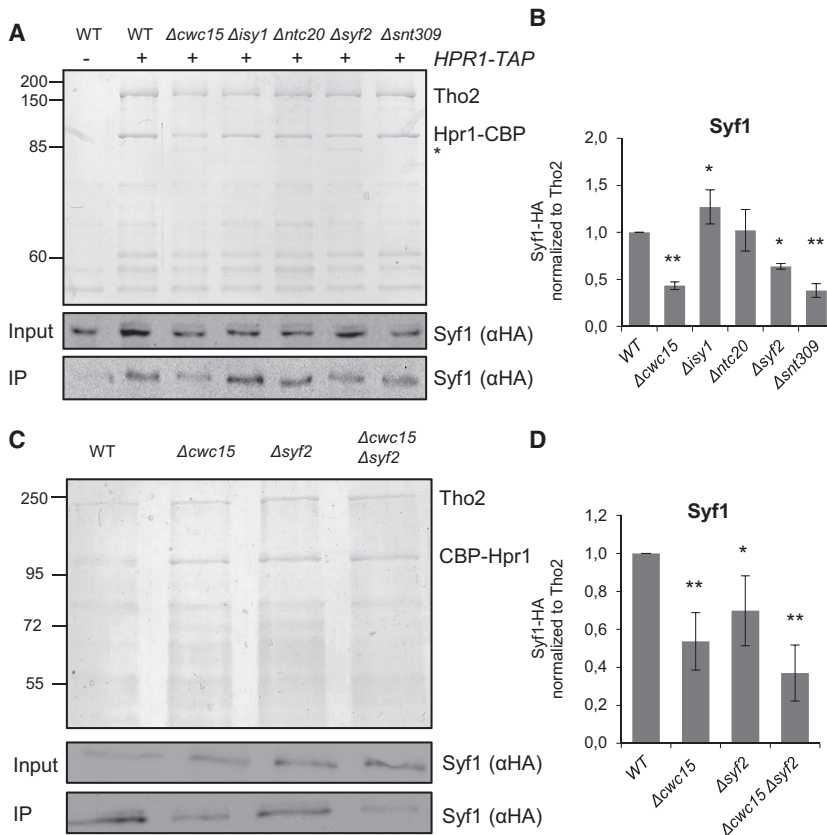 A
WT WT Δcwc15 Δisy1 Δntc20 Δsyf2 Δsnt309
- + + + + + + HPR1-TAP
200
150
85
60
Tho2
Hpr1-CBP
*
Input Syf1 (αHA)
IP Syf1 (αHA)
B
Syf1
Syf1-HA
normalized to Tho2
2,0
1,5
1,0
0,5
0,0
** * * **
WT Δcwc15 Δisy1 Δntc20 Δsyf2 Δsnt309
C
WT Δcwc15 Δsyf2 Δcwc15
Δsyf2
250
95
72
55
Tho2
CBP-Hpr1
Input Syf1 (αHA)
IP Syf1 (αHA)
D
Syf1
Syf1-HA
normalized to Tho2
1,2
1,0
0,8
0,6
0,4
0,2
0,0
** * **
WT Δcwc15 Δsyf2 Δcwc15 Δsyf2